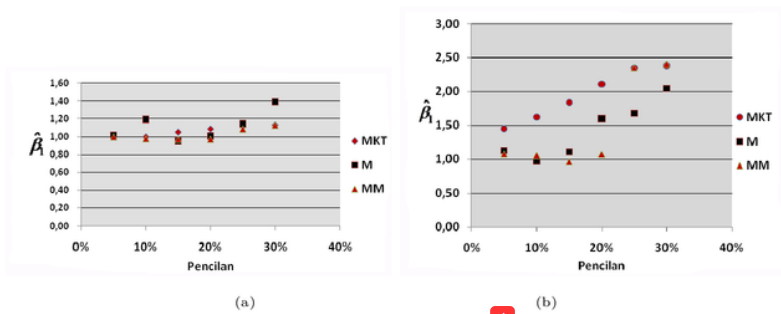 1,60
1,40
1,20
1,00
0,80
0,60
0,40
0,20
0,00
β̂₁
0% 10% 20% 30% 40%
Pencilan
MKT
M
MM
(a)
3,00
2,50
2,00
1,50
1,00
0,50
0,00
β̂₁
0% 10% 20% 30% 40%
Pencilan
MKT
M
MM
(b)